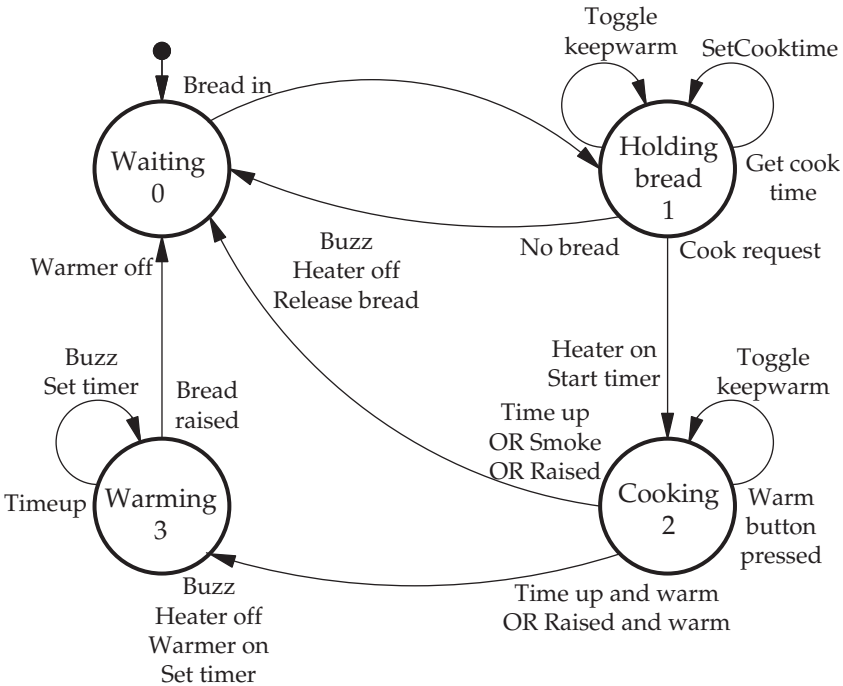 Toggle
keepwarm
SetCooktime
Bread in
Waiting
0
Holding
bread
1
Get cook
time
No bread
Cook request
Warmer off
Buzz
Heater off
Release bread
Buzz
Set timer
Bread
raised
Heater on
Start timer
Toggle
keepwarm
Time up
OR Smoke
OR Raised
Timeup
Warming
3
Cooking
2
Warm
button
pressed
Buzz
Heater off
Warmer on
Set timer
Time up and warm
OR Raised and warm